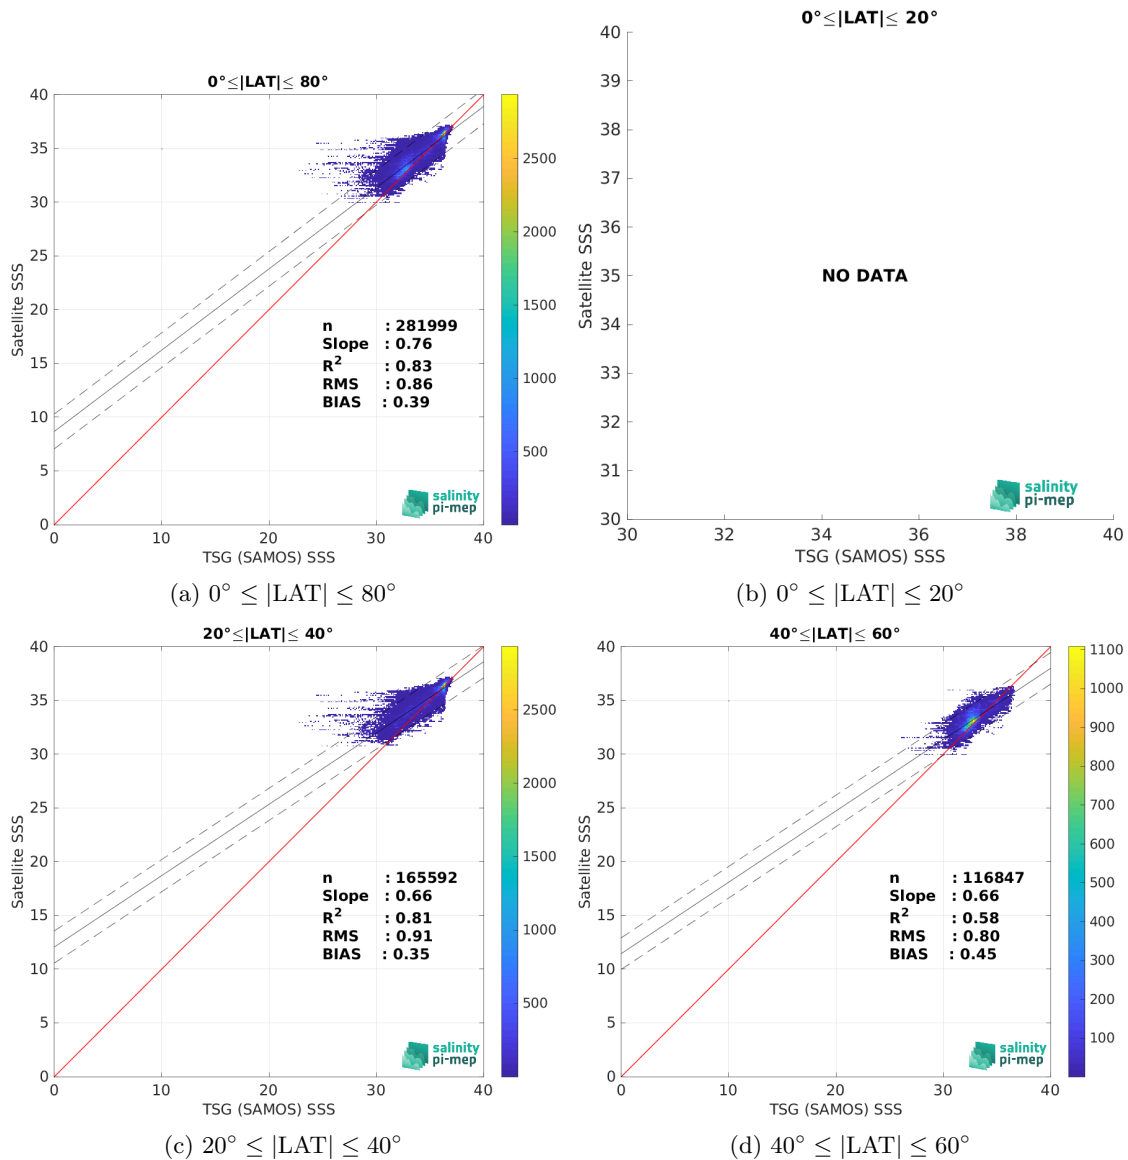 0°≤|LAT|≤ 80°
40
35
30
25
20
15
10
5
0
Satellite SSS
n : 281999
Slope : 0.76
R² : 0.83
RMS : 0.86
BIAS : 0.39
salinity
pi-mep
0 10 20 30 40
TSG (SAMOS) SSS
2500
2000
1500
1000
500
(a) 0° ≤ |LAT| ≤ 80°
0°≤|LAT|≤ 20°
40
39
38
37
36
35
34
33
32
31
30
Satellite SSS
NO DATA
salinity
pi-mep
30 32 34 36 38 40
TSG (SAMOS) SSS
(b) 0° ≤ |LAT| ≤ 20°
20°≤|LAT|≤ 40°
40
35
30
25
20
15
10
5
0
Satellite SSS
n : 165592
Slope : 0.66
R² : 0.81
RMS : 0.91
BIAS : 0.35
salinity
pi-mep
0 10 20 30 40
TSG (SAMOS) SSS
2500
2000
1500
1000
500
(c) 20° ≤ |LAT| ≤ 40°
40°≤|LAT|≤ 60°
40
35
30
25
20
15
10
5
0
Satellite SSS
n : 116847
Slope : 0.66
R² : 0.58
RMS : 0.80
BIAS : 0.45
salinity
pi-mep
0 10 20 30 40
TSG (SAMOS) SSS
1100
1000
900
800
700
600
500
400
300
200
100
(d) 40° ≤ |LAT| ≤ 60°